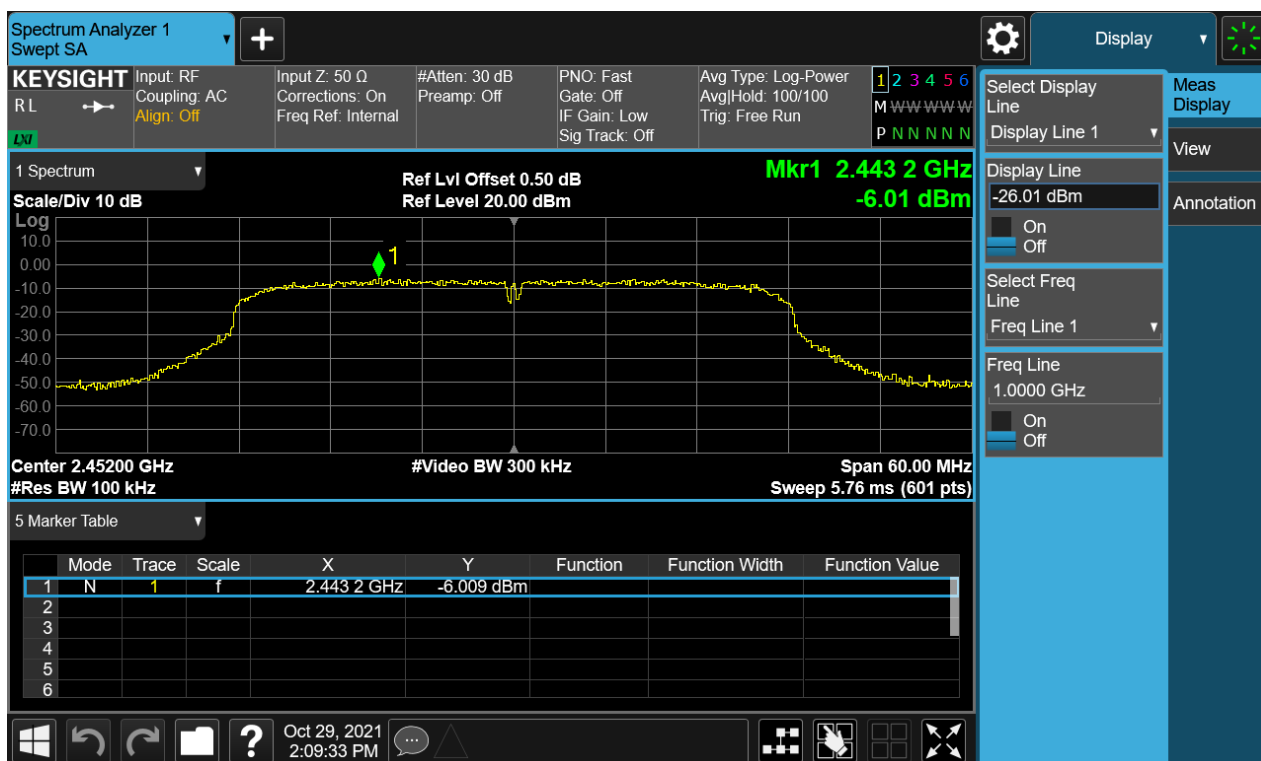 Spectrum Analyzer 1
Swept SA
Display
KEYSIGHT
R L
LXI
Input: RF
Coupling: AC
Align: Off
Input Z: 50 Ω
Corrections: On
Freq Ref: Internal
#Atten: 30 dB
Preamp: Off
PNO: Fast
Gate: Off
IF Gain: Low
Sig Track: Off
Avg Type: Log-Power
Avg|Hold: 100/100
Trig: Free Run
1 2 3 4 5 6
M W W W W W
P N N N N N
1 Spectrum
Scale/Div 10 dB
Ref Lvl Offset 0.50 dB
Ref Level 20.00 dBm
Mkr1 2.443 2 GHz
-6.01 dBm
Log
10.0
0.00
-10.0
-20.0
-30.0
-40.0
-50.0
-60.0
-70.0
1
Center 2.45200 GHz
#Video BW 300 kHz
Span 60.00 MHz
#Res BW 100 kHz
Sweep 5.76 ms (601 pts)
5 Marker Table
Mode Trace Scale X Y Function Function Width Function Value
1 N 1 f 2.443 2 GHz -6.009 dBm
2
3
4
5
6
?
Oct 29, 2021
2:09:33 PM
Select Display
Line
Display Line 1
Display Line
-26.01 dBm
On
Off
Select Freq
Line
Freq Line 1
Freq Line
1.0000 GHz
On
Off
Meas
Display
View
Annotation